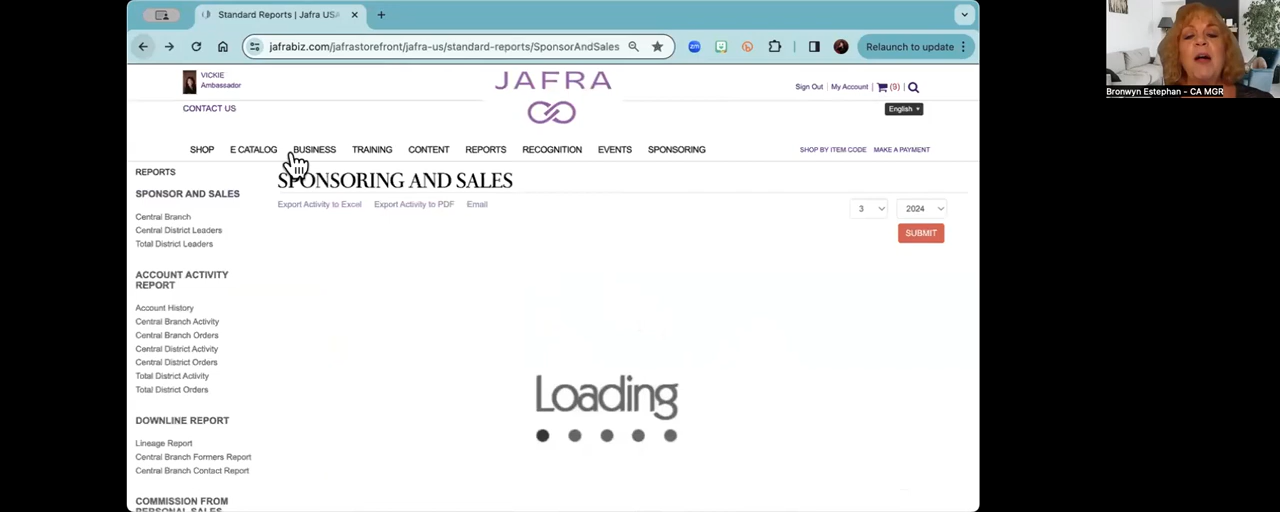 Standard Reports | Jafra USA
jafrabiz.com/jafrastorefront/jafra-us/standard-reports/SponsorAndSales
zm
Relaunch to update
VICKIE
Ambassador
CONTACT US
JAFRA
Sign Out | My Account | (9)
English
SHOP E CATALOG BUSINESS TRAINING CONTENT REPORTS RECOGNITION EVENTS SPONSORING
SHOP BY ITEM CODE MAKE A PAYMENT
REPORTS
SPONSOR AND SALES
Central Branch
Central District Leaders
Total District Leaders
ACCOUNT ACTIVITY
REPORT
Account History
Central Branch Activity
Central Branch Orders
Central District Activity
Central District Orders
Total District Activity
Total District Orders
DOWNLINE REPORT
Lineage Report
Central Branch Formers Report
Central Branch Contact Report
COMMISSION FROM
PERSONAL SALES
SPONSORING AND SALES
Export Activity to Excel Export Activity to PDF Email
3 2024
SUBMIT
Loading
Bronwyn Estephan - CA MGR